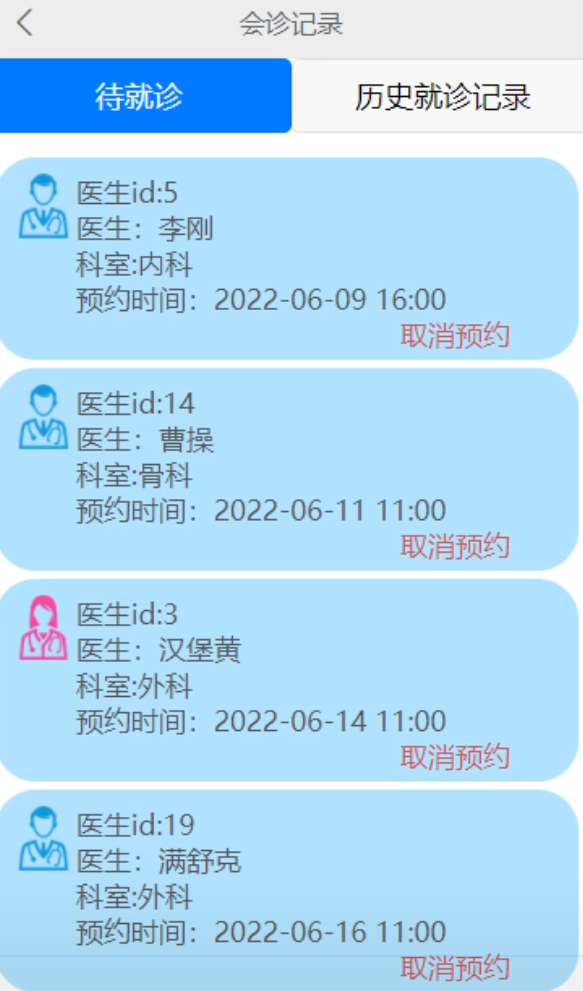 会诊记录
待就诊
历史就诊记录
医生id:5
医生：李刚
科室:内科
预约时间：2022-06-09 16:00
取消预约
医生id:14
医生：曹操
科室:骨科
预约时间：2022-06-11 11:00
取消预约
医生id:3
医生：汉堡黄
科室:外科
预约时间：2022-06-14 11:00
取消预约
医生id:19
医生：满舒克
科室:外科
预约时间：2022-06-16 11:00
取消预约